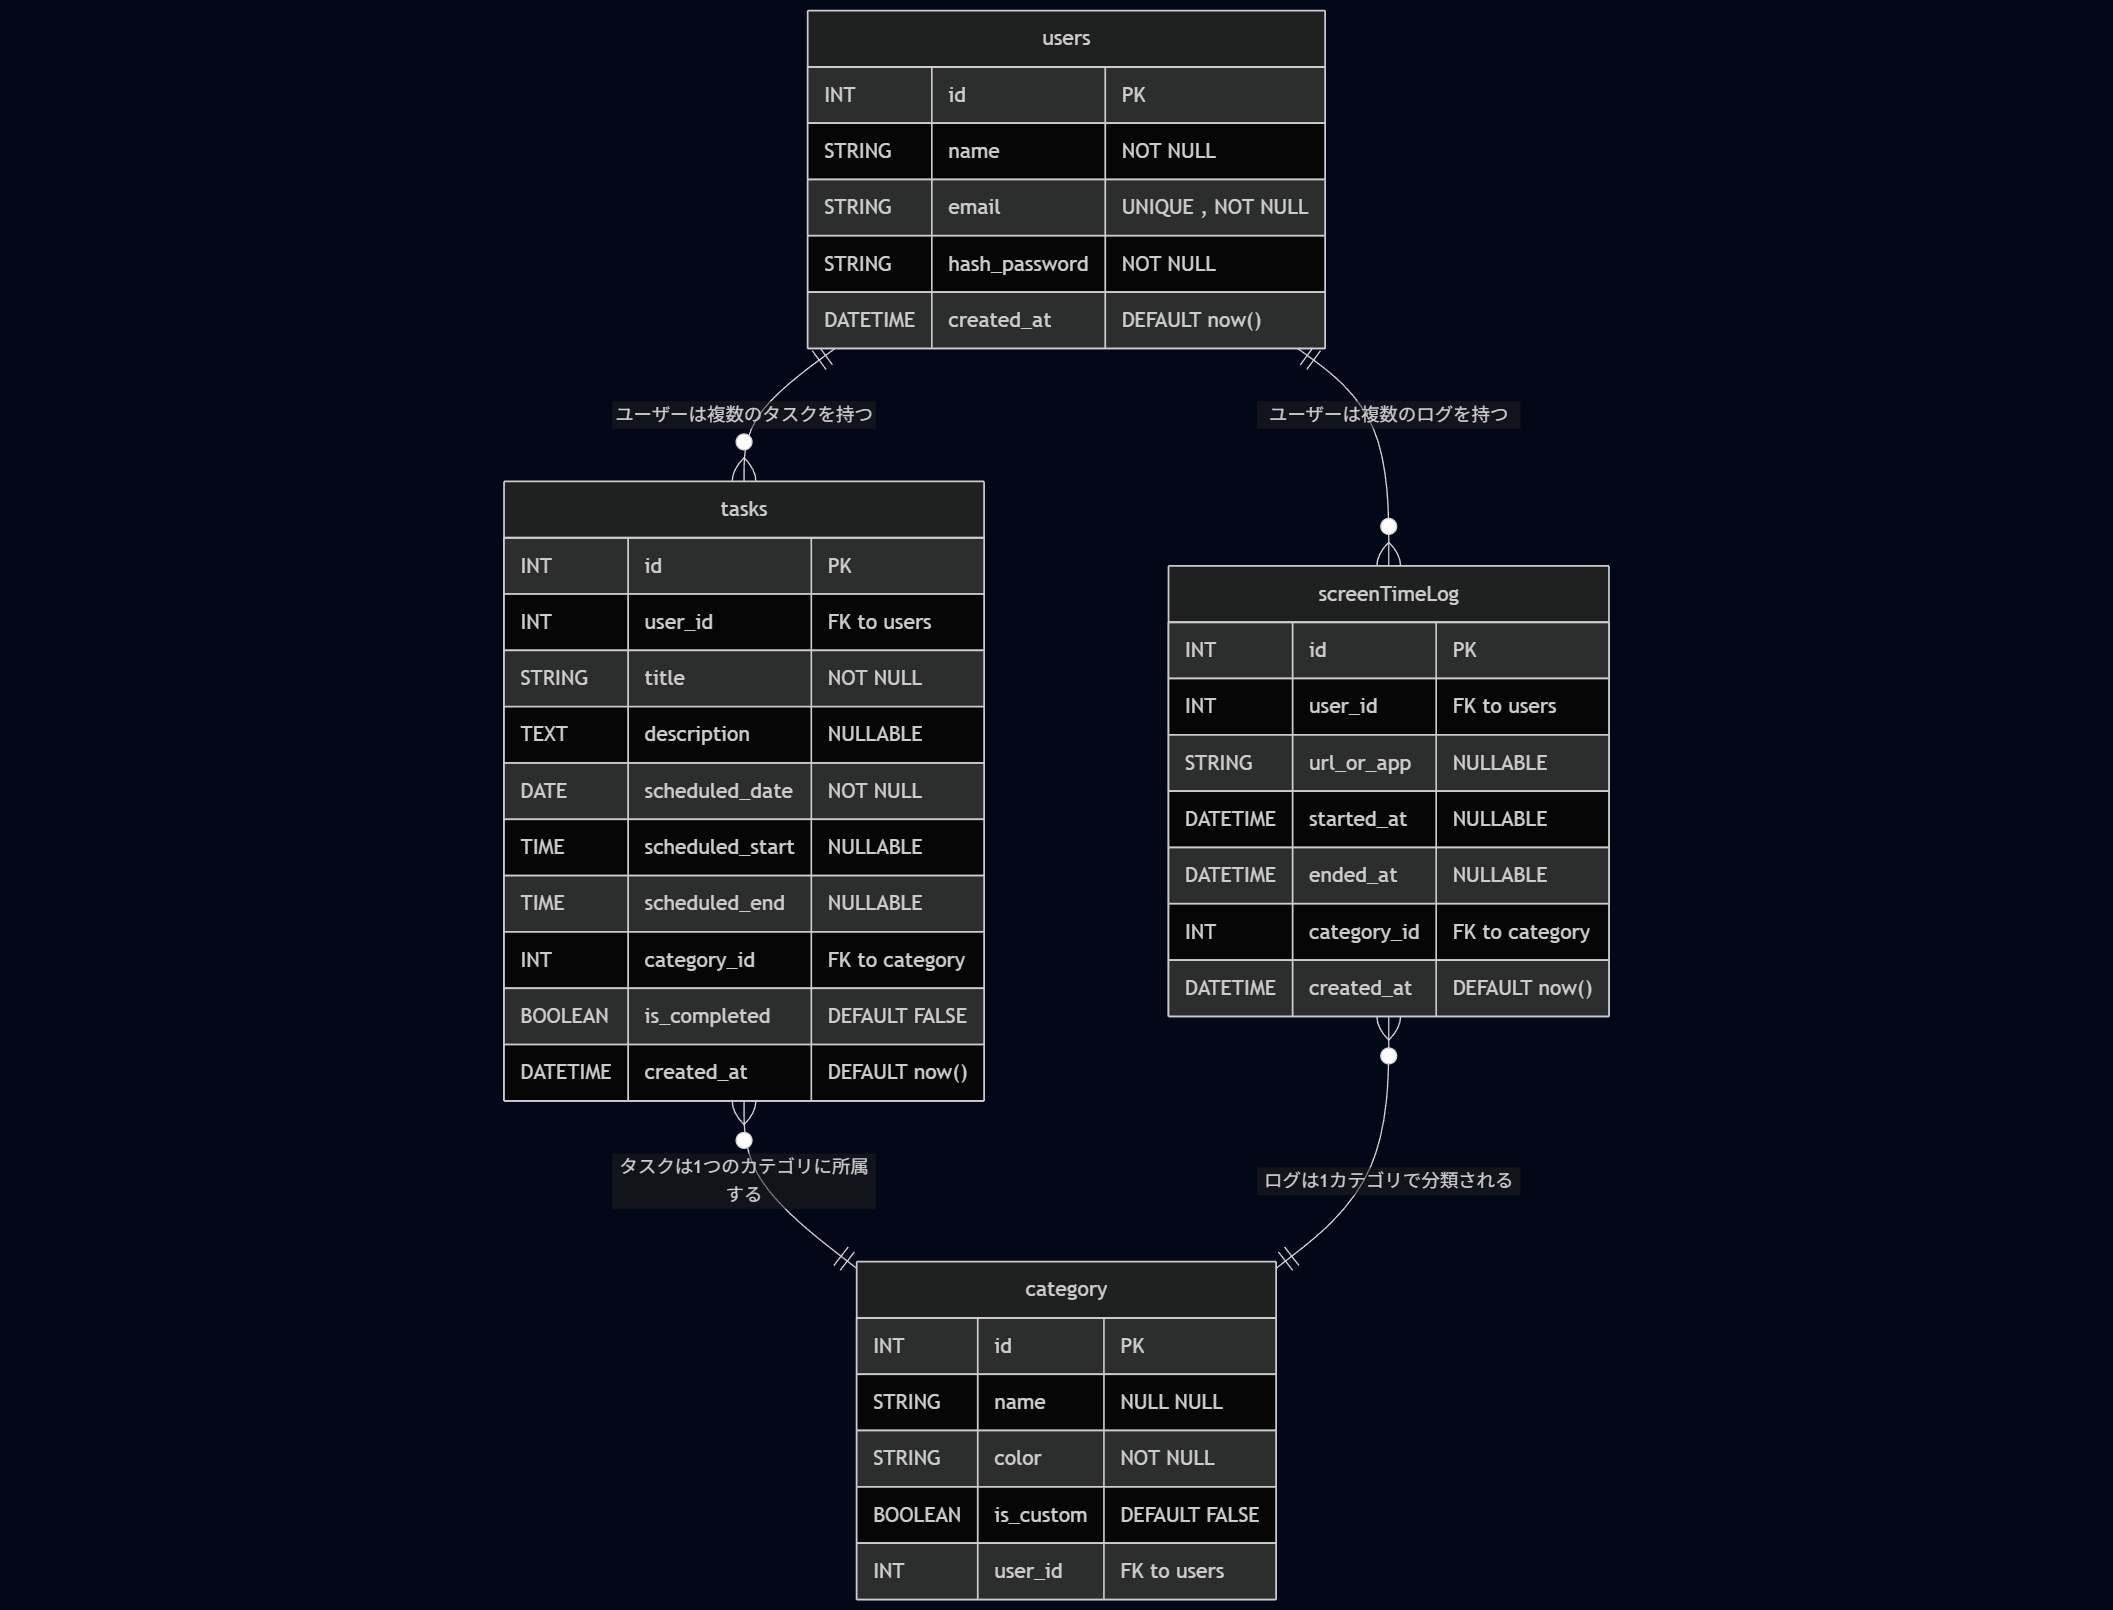 users
INT id PK
STRING name NOT NULL
STRING email UNIQUE , NOT NULL
STRING hash_password NOT NULL
DATETIME created_at DEFAULT now()
ユーザーは複数のタスクを持つ
ユーザーは複数のログを持つ
tasks
INT id PK
INT user_id FK to users
STRING title NOT NULL
TEXT description NULLABLE
DATE scheduled_date NOT NULL
TIME scheduled_start NULLABLE
TIME scheduled_end NULLABLE
INT category_id FK to category
BOOLEAN is_completed DEFAULT FALSE
DATETIME created_at DEFAULT now()
screenTimeLog
INT id PK
INT user_id FK to users
STRING url_or_app NULLABLE
DATETIME started_at NULLABLE
DATETIME ended_at NULLABLE
INT category_id FK to category
DATETIME created_at DEFAULT now()
タスクは1つのカテゴリに所属
する
ログは1カテゴリで分類される
category
INT id PK
STRING name NULL NULL
STRING color NOT NULL
BOOLEAN is_custom DEFAULT FALSE
INT user_id FK to users